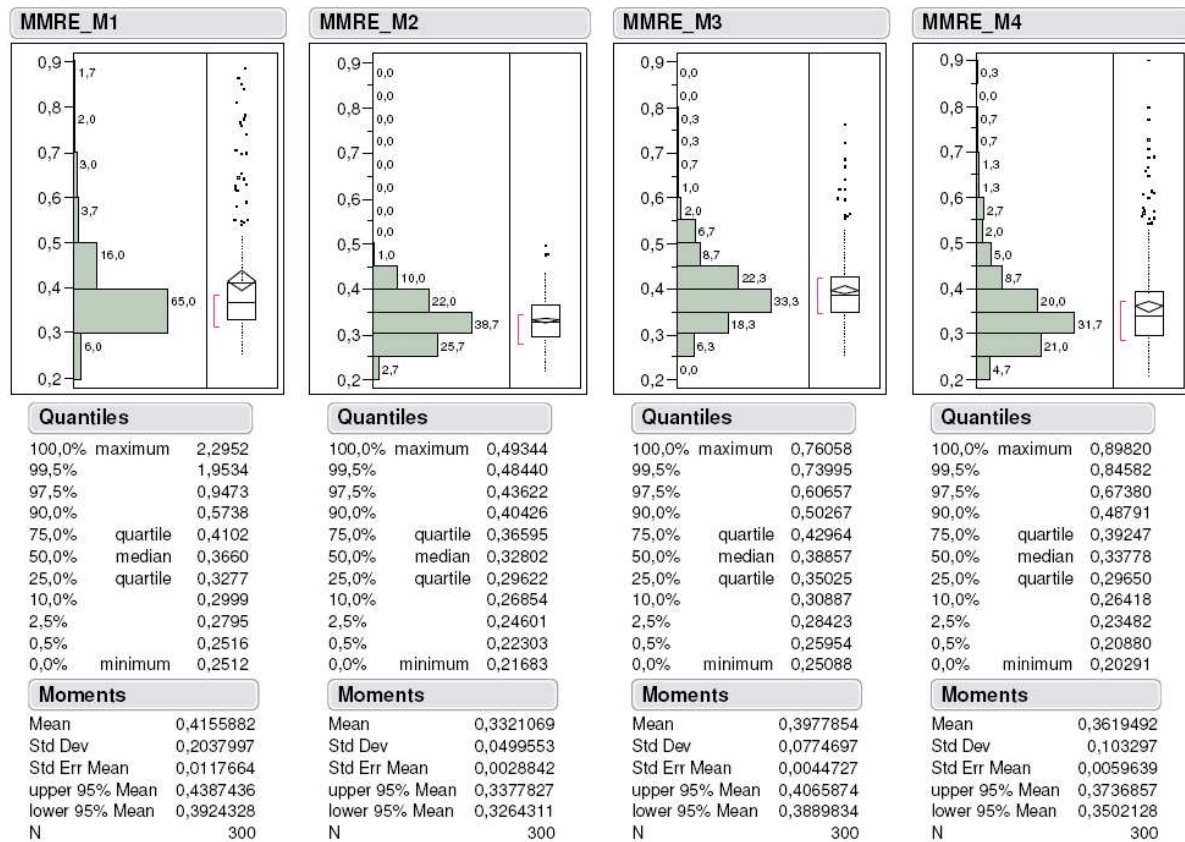 MMRE_M1
0,9
0,8
0,7
0,6
0,5
0,4
0,3
0,2
1,7
2,0
3,0
3,7
16,0
65,0
6,0
Quantiles
100,0% maximum 2,2952
99,5% 1,9534
97,5% 0,9473
90,0% 0,5738
75,0% quartile 0,4102
50,0% median 0,3660
25,0% quartile 0,3277
10,0% 0,2999
2,5% 0,2795
0,5% 0,2516
0,0% minimum 0,2512
Moments
Mean 0,4155882
Std Dev 0,2037997
Std Err Mean 0,0117664
upper 95% Mean 0,4387436
lower 95% Mean 0,3924328
N 300
MMRE_M2
0,9
0,8
0,7
0,6
0,5
0,4
0,3
0,2
0,0
0,0
0,0
0,0
0,0
0,0
0,0
0,0
1,0
10,0
22,0
38,7
25,7
2,7
Quantiles
100,0% maximum 0,49344
99,5% 0,48440
97,5% 0,43622
90,0% 0,40426
75,0% quartile 0,36595
50,0% median 0,32802
25,0% quartile 0,29622
10,0% 0,26854
2,5% 0,24601
0,5% 0,22303
0,0% minimum 0,21683
Moments
Mean 0,3321069
Std Dev 0,0499553
Std Err Mean 0,0028842
upper 95% Mean 0,3377827
lower 95% Mean 0,3264311
N 300
MMRE_M3
0,9
0,8
0,7
0,6
0,5
0,4
0,3
0,2
0,0
0,0
0,3
0,3
0,7
1,0
2,0
6,7
8,7
22,3
33,3
18,3
6,3
0,0
Quantiles
100,0% maximum 0,76058
99,5% 0,73995
97,5% 0,60657
90,0% 0,50267
75,0% quartile 0,42964
50,0% median 0,38857
25,0% quartile 0,35025
10,0% 0,30887
2,5% 0,28423
0,5% 0,25954
0,0% minimum 0,25088
Moments
Mean 0,3977854
Std Dev 0,0774697
Std Err Mean 0,0044727
upper 95% Mean 0,4065874
lower 95% Mean 0,3889834
N 300
MMRE_M4
0,9
0,8
0,7
0,6
0,5
0,4
0,3
0,2
0,3
0,0
0,7
0,7
1,3
1,3
2,7
2,0
5,0
8,7
20,0
31,7
21,0
4,7
Quantiles
100,0% maximum 0,89820
99,5% 0,84582
97,5% 0,67380
90,0% 0,48791
75,0% quartile 0,39247
50,0% median 0,33778
25,0% quartile 0,29650
10,0% 0,26418
2,5% 0,23482
0,5% 0,20880
0,0% minimum 0,20291
Moments
Mean 0,3619492
Std Dev 0,103297
Std Err Mean 0,0059639
upper 95% Mean 0,3736857
lower 95% Mean 0,3502128
N 300